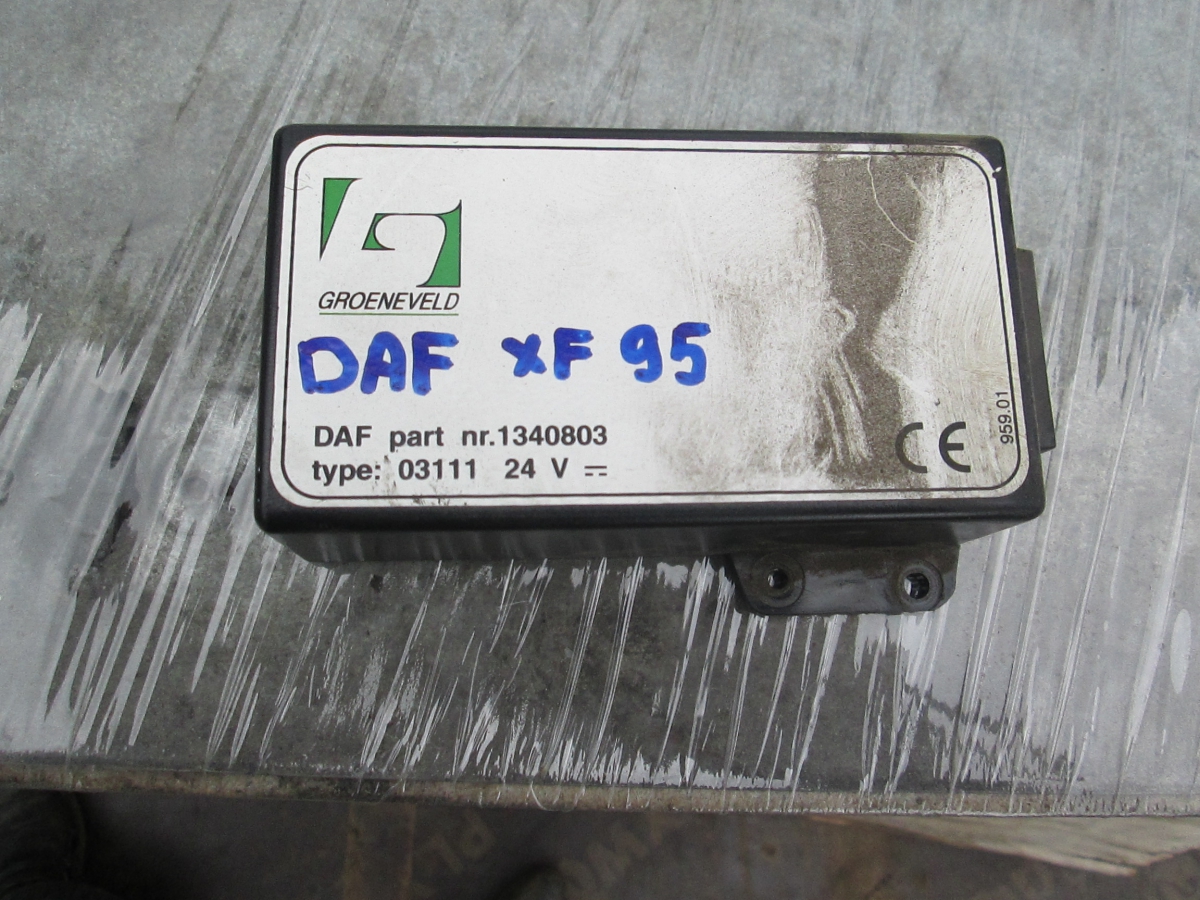 GROENEVELD
DAF XF 95
DAF part nr.1340803
type: 03111 24 V ⎓
CE
959.01